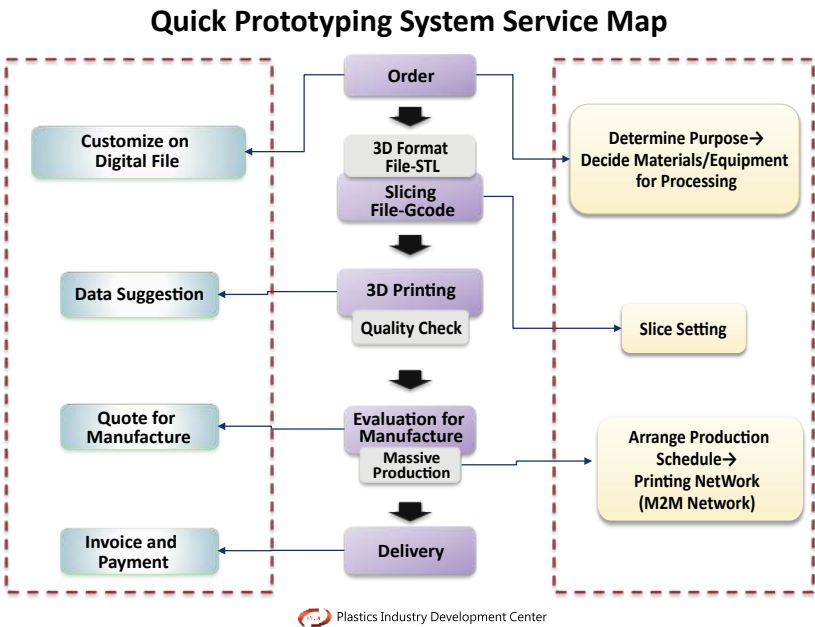 Quick Prototyping System Service Map
Order
Customize on
Digital File
3D Format
File-STL
Slicing
File-Gcode
Determine Purpose→
Decide Materials/Equipment
for Processing
Data Suggestion
3D Printing
Quality Check
Slice Setting
Quote for
Manufacture
Evaluation for
Manufacture
Massive
Production
Arrange Production
Schedule→
Printing NetWork
(M2M Network)
Invoice and
Payment
Delivery
Plastics Industry Development Center